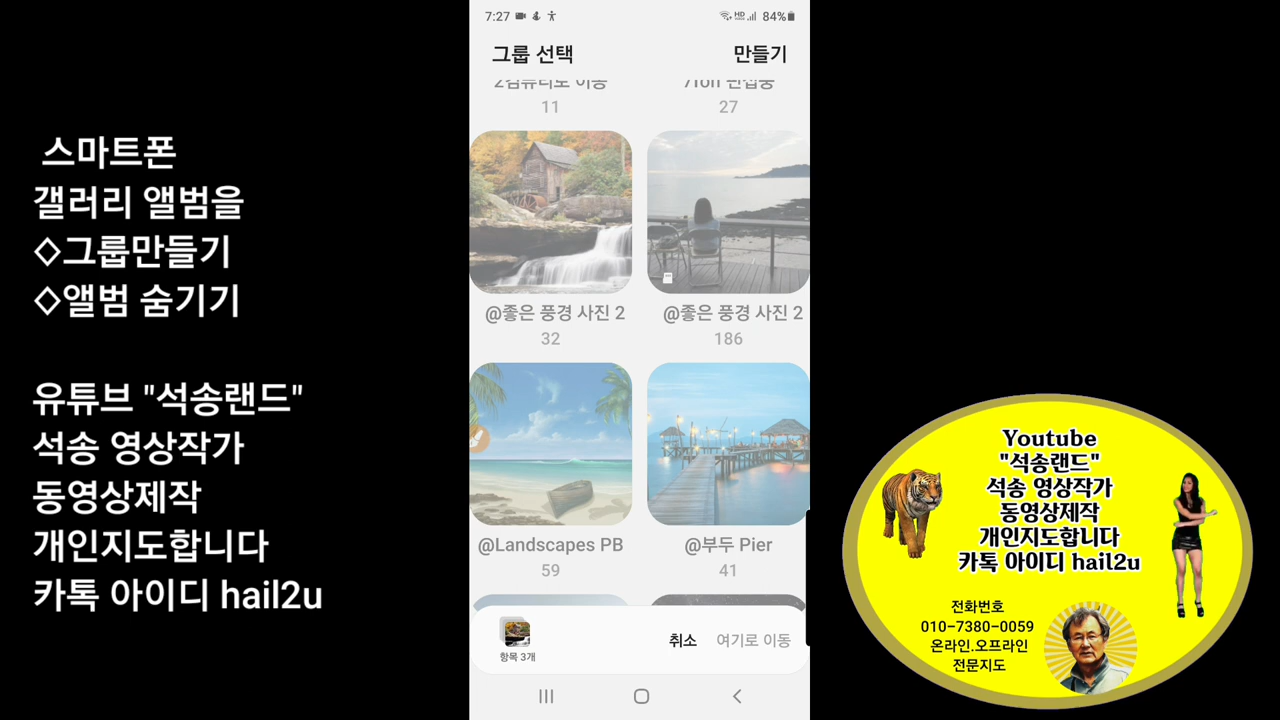 스마트폰
갤러리 앨범을
◇그룹만들기
◇앨범 숨기기
유튜브 "석송랜드"
석송 영상작가
동영상제작
개인지도합니다
카톡 아이디 hail2u
7:27 HD 84%
그룹 선택 만들기
11 27
@좋은 풍경 사진 2 @좋은 풍경 사진 2
32 186
@Landscapes PB @부두 Pier
59 41
항목 3개 취소 여기로 이동
Youtube
"석송랜드"
석송 영상작가
동영상제작
개인지도합니다
카톡 아이디 hail2u
전화번호
010-7380-0059
온라인.오프라인
전문지도